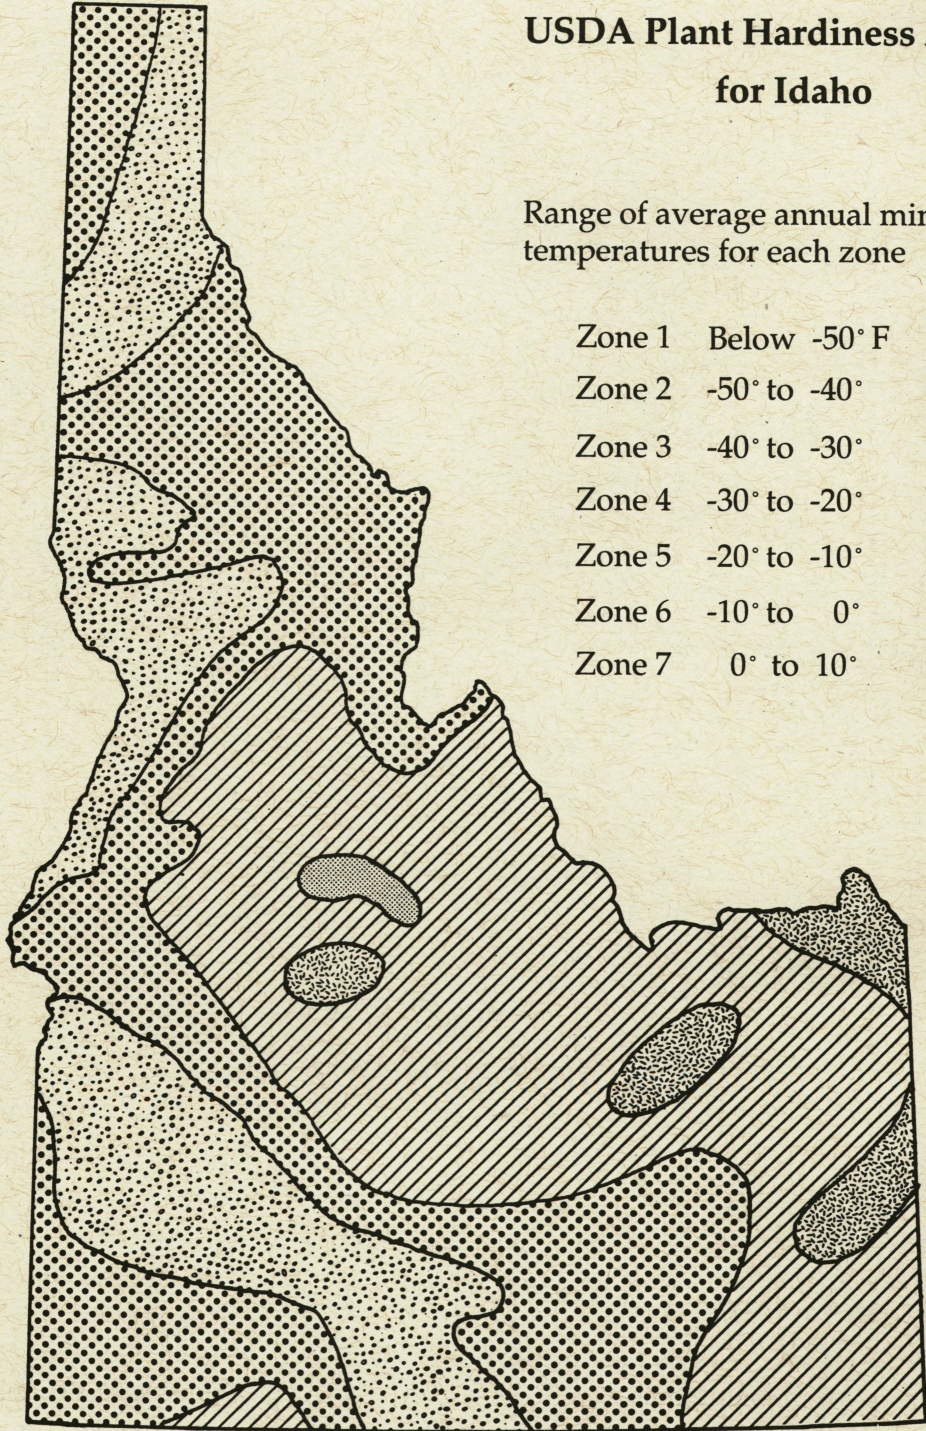 USDA Plant Hardiness
for Idaho
Range of average annual
temperatures for each zone
Zone 1 Below -50° F
Zone 2 -50° to -40°
Zone 3 -40° to -30°
Zone 4 -30° to -20°
Zone 5 -20° to -10°
Zone 6 -10° to 0°
Zone 7 0° to 10°